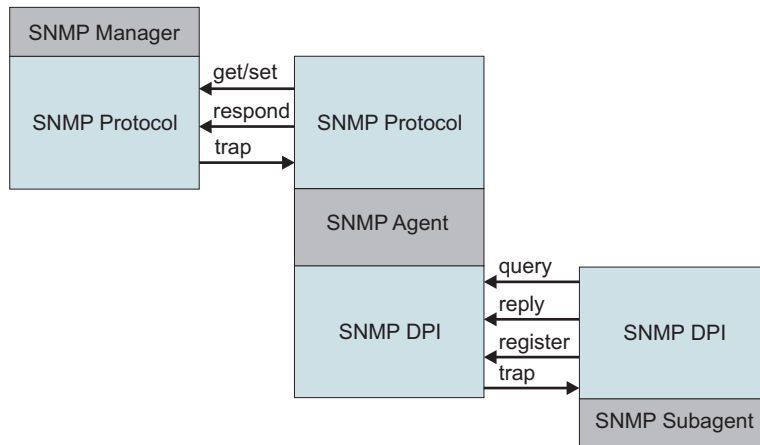 SNMP Manager
SNMP Protocol
get/set
respond
trap
SNMP Protocol
SNMP Agent
SNMP DPI
query
reply
register
trap
SNMP DPI
SNMP Subagent